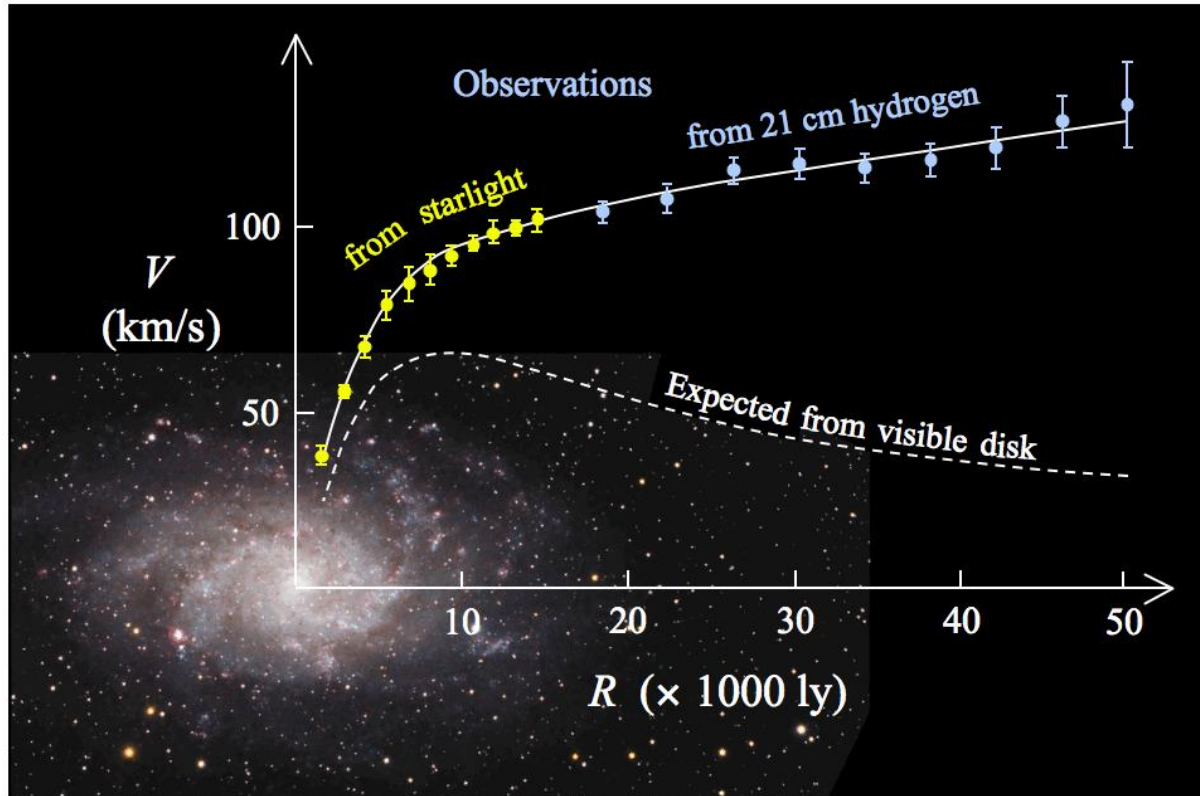 Observations
from 21 cm hydrogen
from starlight
100
V
(km/s)
50
Expected from visible disk
10 20 30 40 50
R (× 1000 ly)